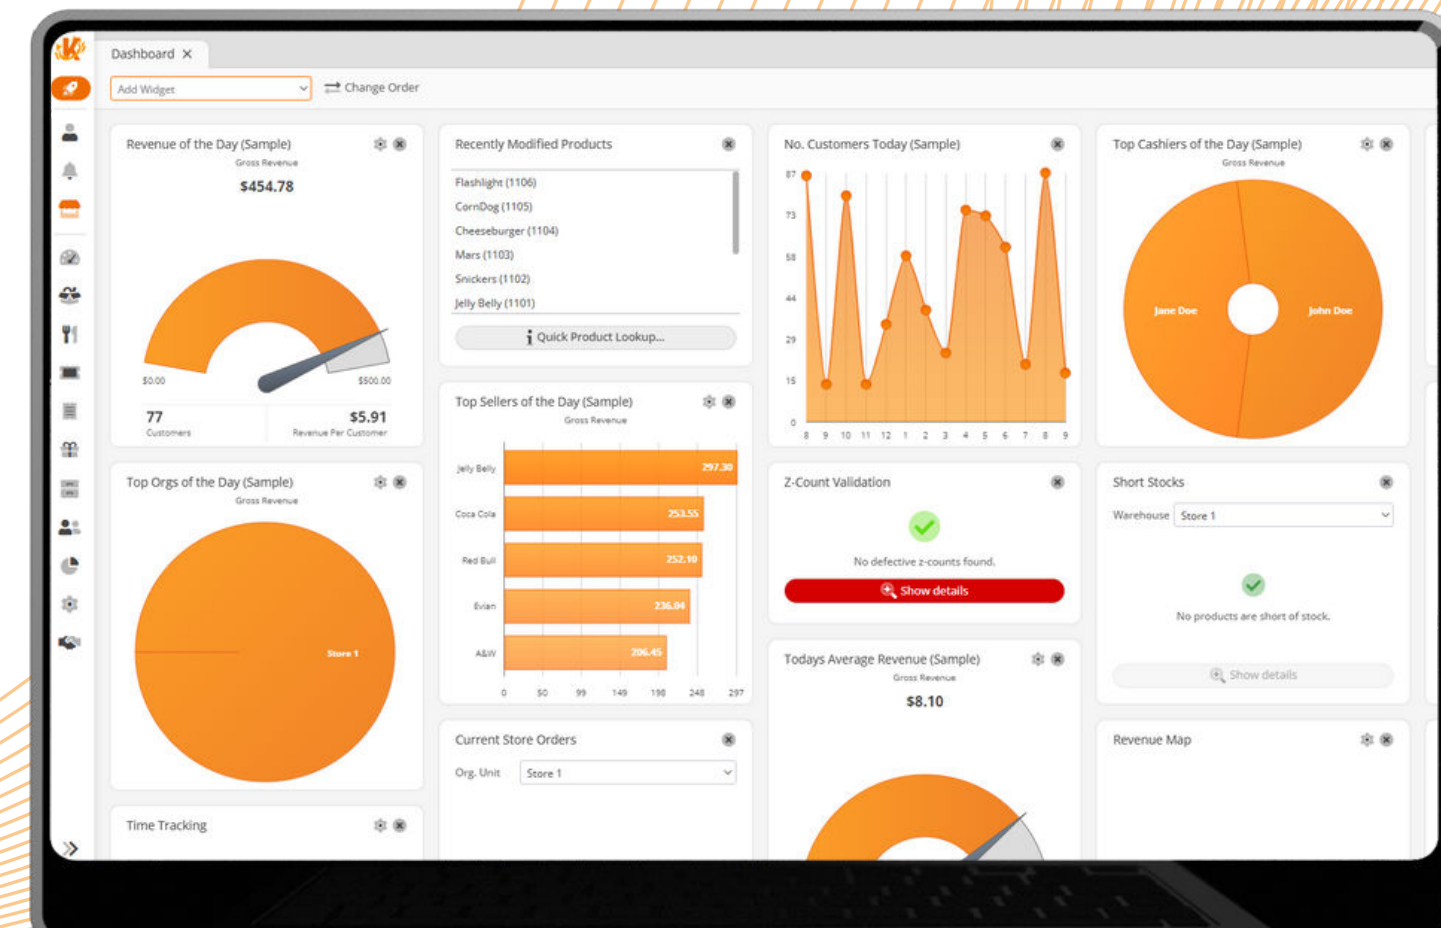 Dashboard ✕
Add Widget
Change Order
Revenue of the Day (Sample)
Gross Revenue
$454.78
$0.00
$500.00
77
Customers
$5.91
Revenue Per Customer
Top Orgs of the Day (Sample)
Gross Revenue
Store 1
Time Tracking
Recently Modified Products
Flashlight (1106)
CornDog (1105)
Cheeseburger (1104)
Mars (1103)
Snickers (1102)
Jelly Belly (1101)
Quick Product Lookup...
Top Sellers of the Day (Sample)
Gross Revenue
Jelly Belly 297.30
Coca Cola 253.55
Red Bull 252.10
Evian 236.04
A&W 206.45
0 50 99 149 198 248 297
Current Store Orders
Org. Unit Store 1
No. Customers Today (Sample)
87
73
58
44
29
15
0
8 9 10 11 12 1 2 3 4 5 6 7 8 9
Z-Count Validation
No defective z-counts found.
Show details
Todays Average Revenue (Sample)
Gross Revenue
$8.10
Top Cashiers of the Day (Sample)
Gross Revenue
Jane Doe
John Doe
Short Stocks
Warehouse Store 1
No products are short of stock.
Show details
Revenue Map